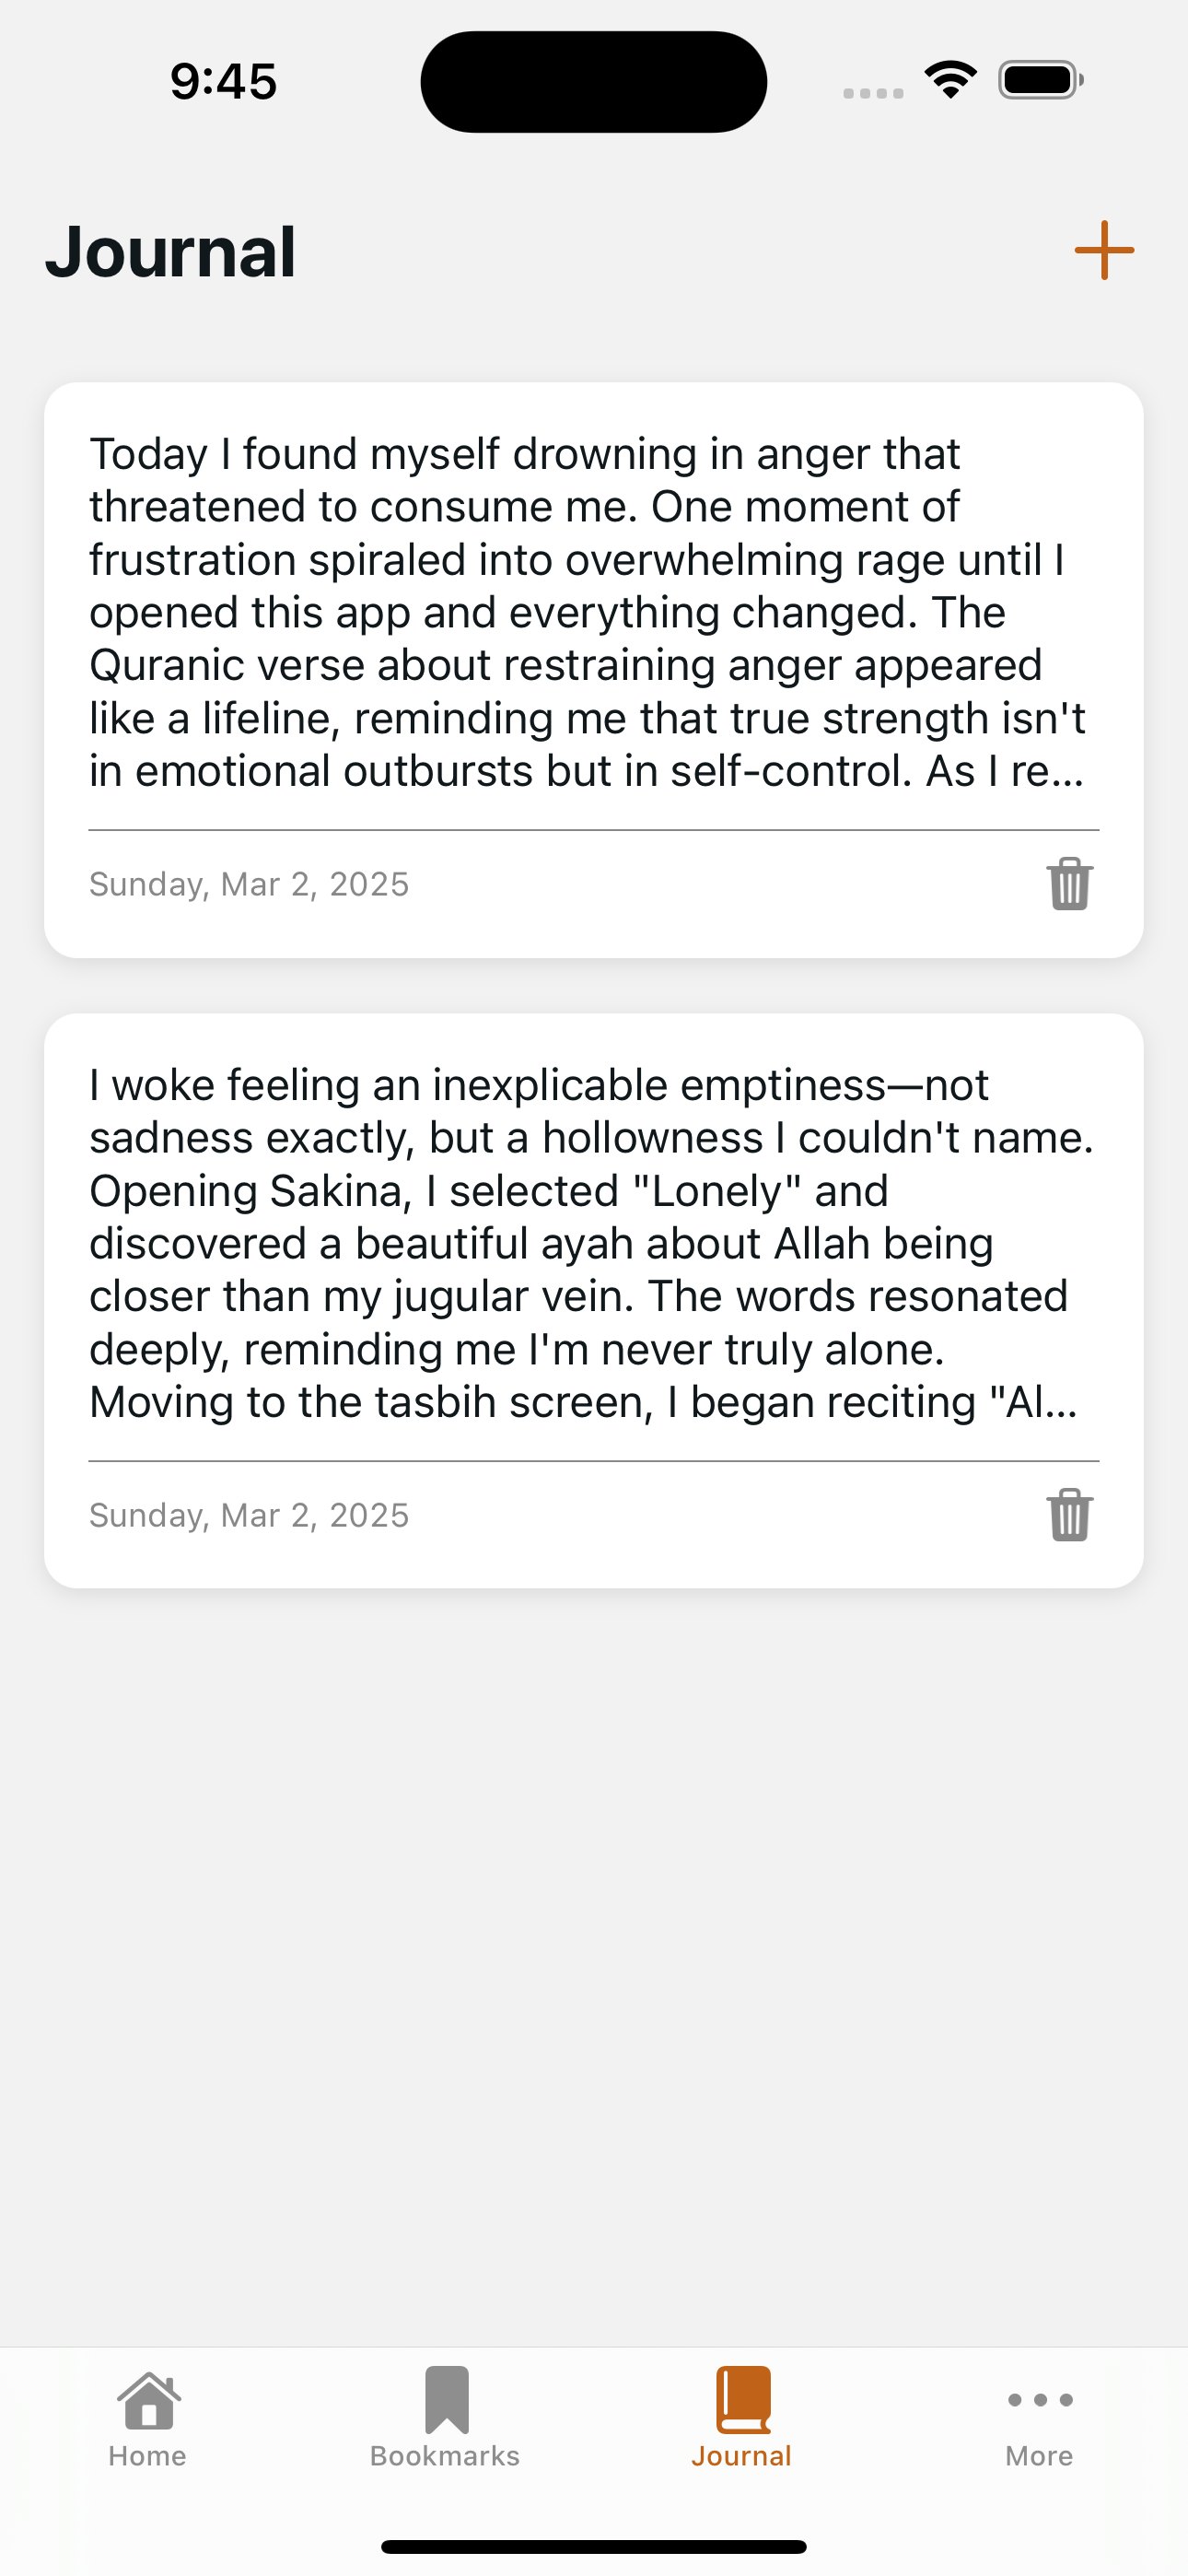 9:45
Journal
Today I found myself drowning in anger that
threatened to consume me. One moment of
frustration spiraled into overwhelming rage until I
opened this app and everything changed. The
Quranic verse about restraining anger appeared
like a lifeline, reminding me that true strength isn't
in emotional outbursts but in self-control. As I re...
Sunday, Mar 2, 2025
I woke feeling an inexplicable emptiness—not
sadness exactly, but a hollowness I couldn't name.
Opening Sakina, I selected "Lonely" and
discovered a beautiful ayah about Allah being
closer than my jugular vein. The words resonated
deeply, reminding me I'm never truly alone.
Moving to the tasbih screen, I began reciting "Al...
Sunday, Mar 2, 2025
Home Bookmarks Journal More